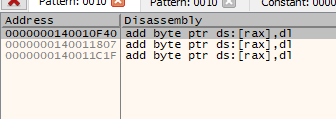 Pattern: 0010 Pattern: 0010 Constant: 0000
Address Disassembly
0000000140010F40 add byte ptr ds:[rax],dl
0000000140011807 add byte ptr ds:[rax],dl
0000000140011C1F add byte ptr ds:[rax],dl